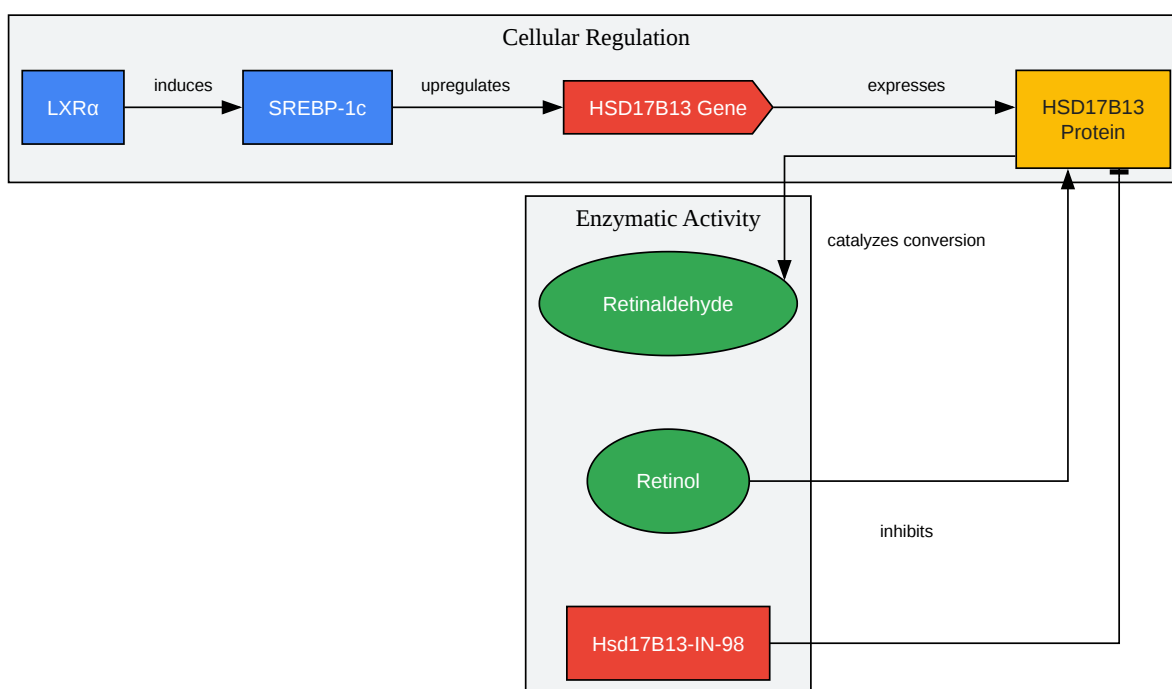 Cellular Regulation
LXRα
induces
SREBP-1c
upregulates
HSD17B13 Gene
expresses
HSD17B13
Protein
Enzymatic Activity
catalyzes conversion
Retinaldehyde
Retinol
inhibits
Hsd17B13-IN-98